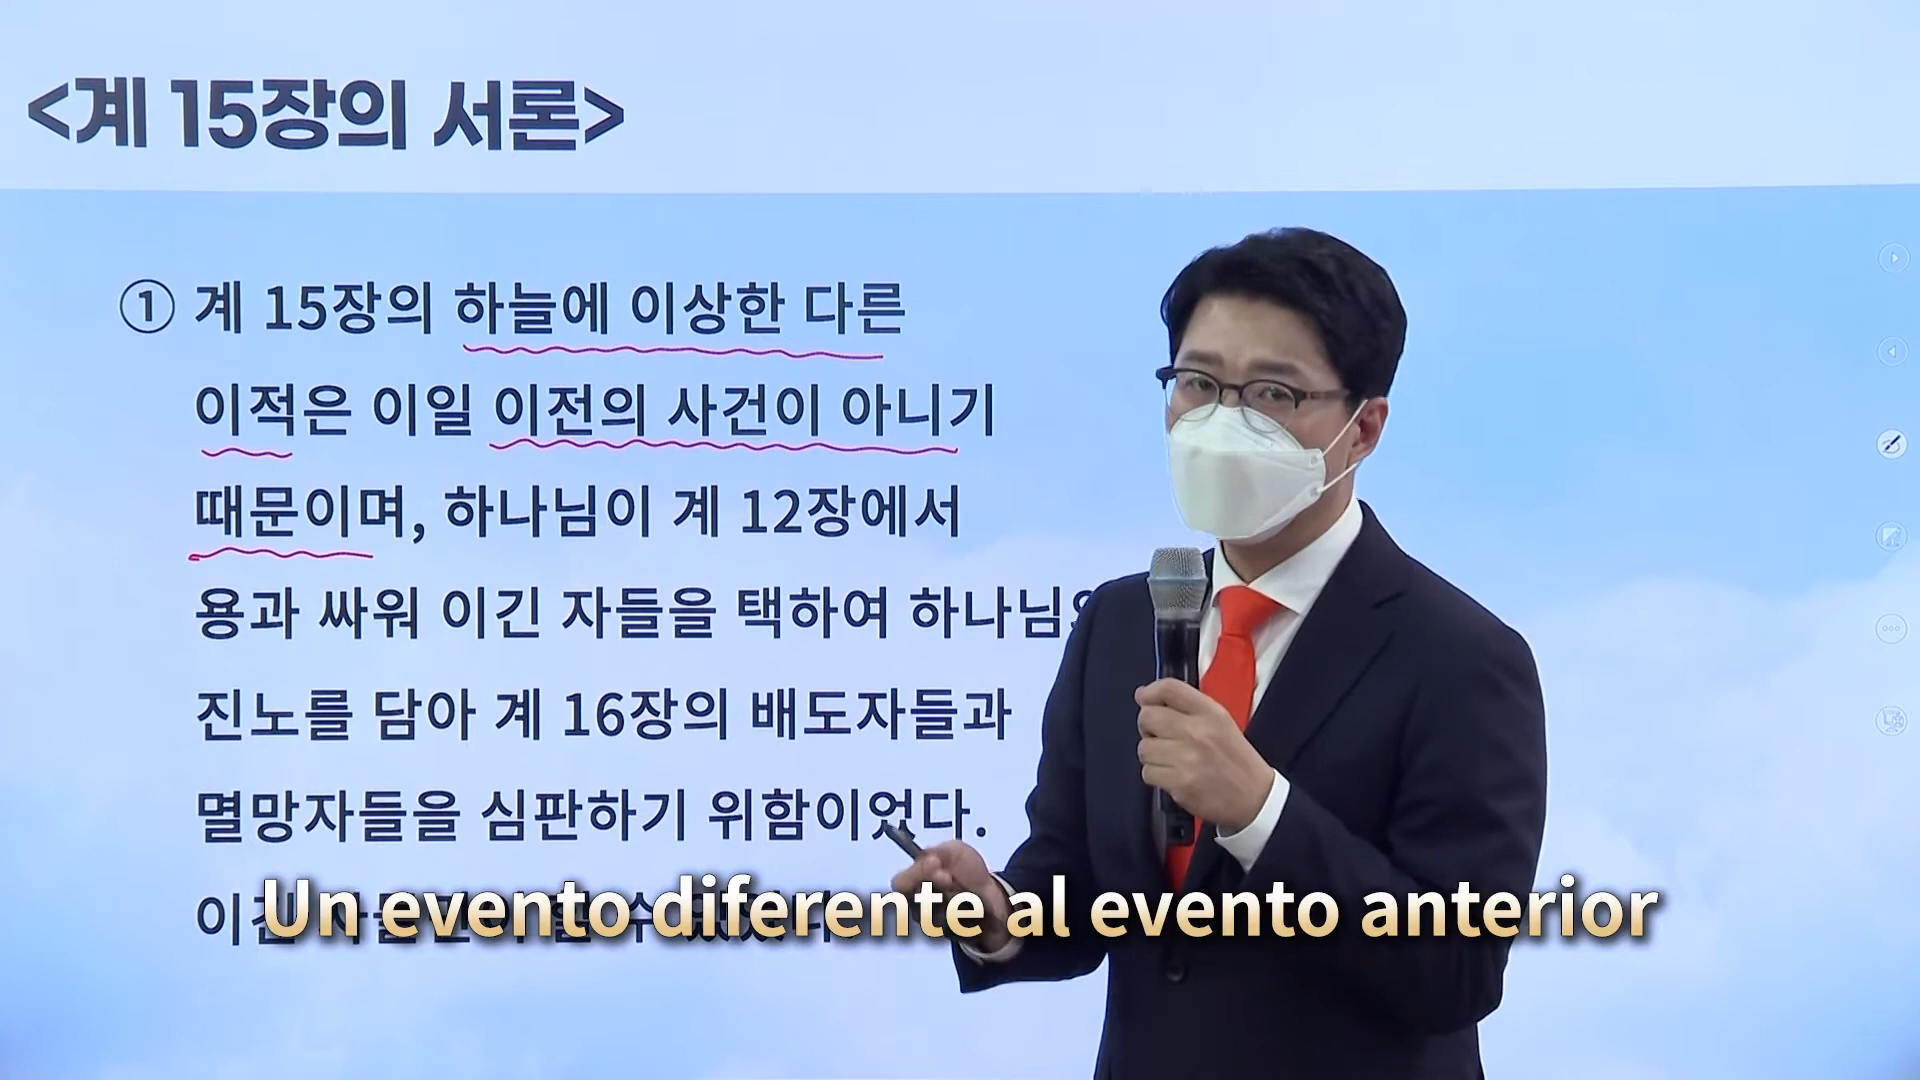 <계 15장의 서론>
① 계 15장의 하늘에 이상한 다른
이적은 이일 이전의 사건이 아니기
때문이며, 하나님이 계 12장에서
용과 싸워 이긴 자들을 택하여 하나님의
진노를 담아 계 16장의 배도자들과
멸망자들을 심판하기 위함이었다.
Un evento diferente al evento anterior